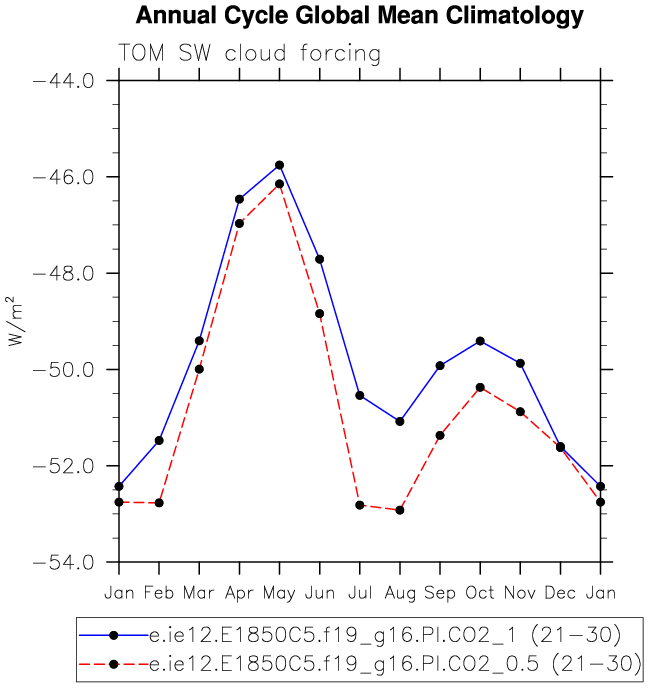 Annual Cycle Global Mean Climatology
TOM SW cloud forcing
-44.0
-46.0
-48.0
-50.0
-52.0
-54.0
W/m²
Jan Feb Mar Apr May Jun Jul Aug Sep Oct Nov Dec Jan
e.ie12.E1850C5.f19_g16.PI.CO2_1 (21-30)
e.ie12.E1850C5.f19_g16.PI.CO2_0.5 (21-30)